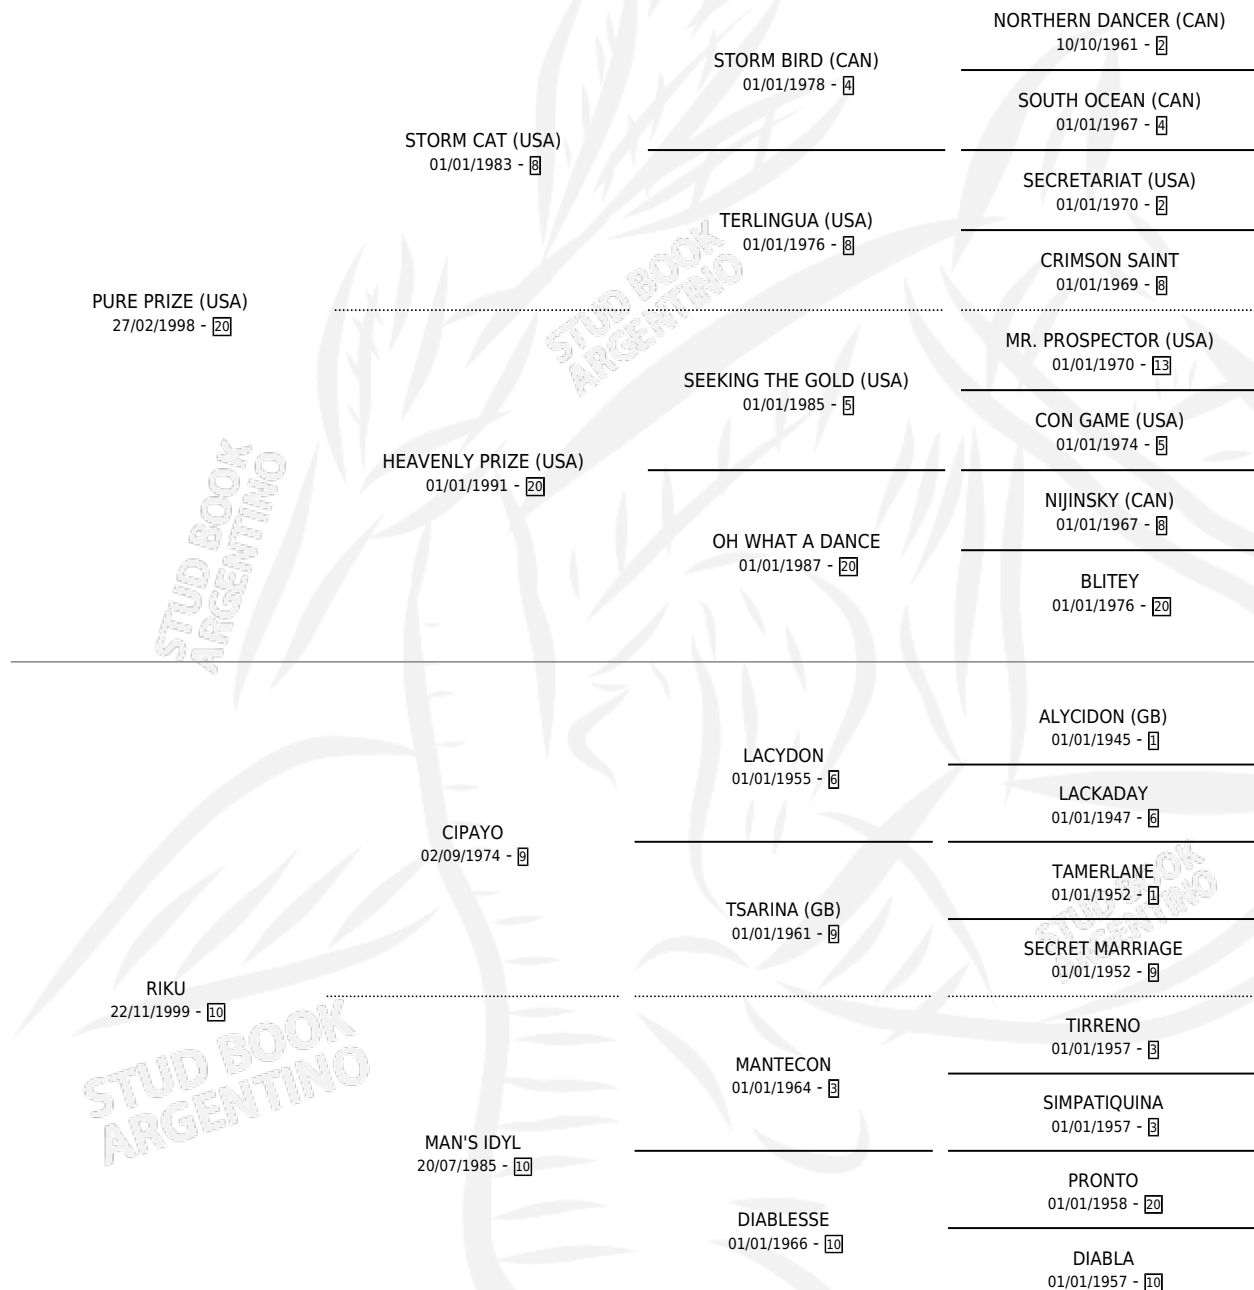 NORTHERN DANCER (CAN)
10/10/1961 - 2
STORM BIRD (CAN)
01/01/1978 - 4
SOUTH OCEAN (CAN)
01/01/1967 - 4
STORM CAT (USA)
01/01/1983 - 8
SECRETARIAT (USA)
01/01/1970 - 2
TERLINGUA (USA)
01/01/1976 - 8
CRIMSON SAINT
01/01/1969 - 8
PURE PRIZE (USA)
27/02/1998 - 20
MR. PROSPECTOR (USA)
01/01/1970 - 13
SEEKING THE GOLD (USA)
01/01/1985 - 5
CON GAME (USA)
01/01/1974 - 5
HEAVENLY PRIZE (USA)
01/01/1991 - 20
NIJINSKY (CAN)
01/01/1967 - 8
OH WHAT A DANCE
01/01/1987 - 20
BLITEY
01/01/1976 - 20
ALYCIDON (GB)
01/01/1945 - 1
LACYDON
01/01/1955 - 6
LACKADAY
01/01/1947 - 6
CIPAYO
02/09/1974 - 9
TAMERLANE
01/01/1952 - 1
TSARINA (GB)
01/01/1961 - 9
SECRET MARRIAGE
01/01/1952 - 9
RIKU
22/11/1999 - 10
TIRRENO
01/01/1957 - 3
MANTECON
01/01/1964 - 3
SIMPATIQUINA
01/01/1957 - 3
MAN'S IDYL
20/07/1985 - 10
PRONTO
01/01/1958 - 20
DIABLESSE
01/01/1966 - 10
DIABLA
01/01/1957 - 10
STUD BOOK
ARGENTINO
STUD BOOK
ARGENTINO
STUD BOOK
ARGENTINO
STUD BOOK
ARGENTINO